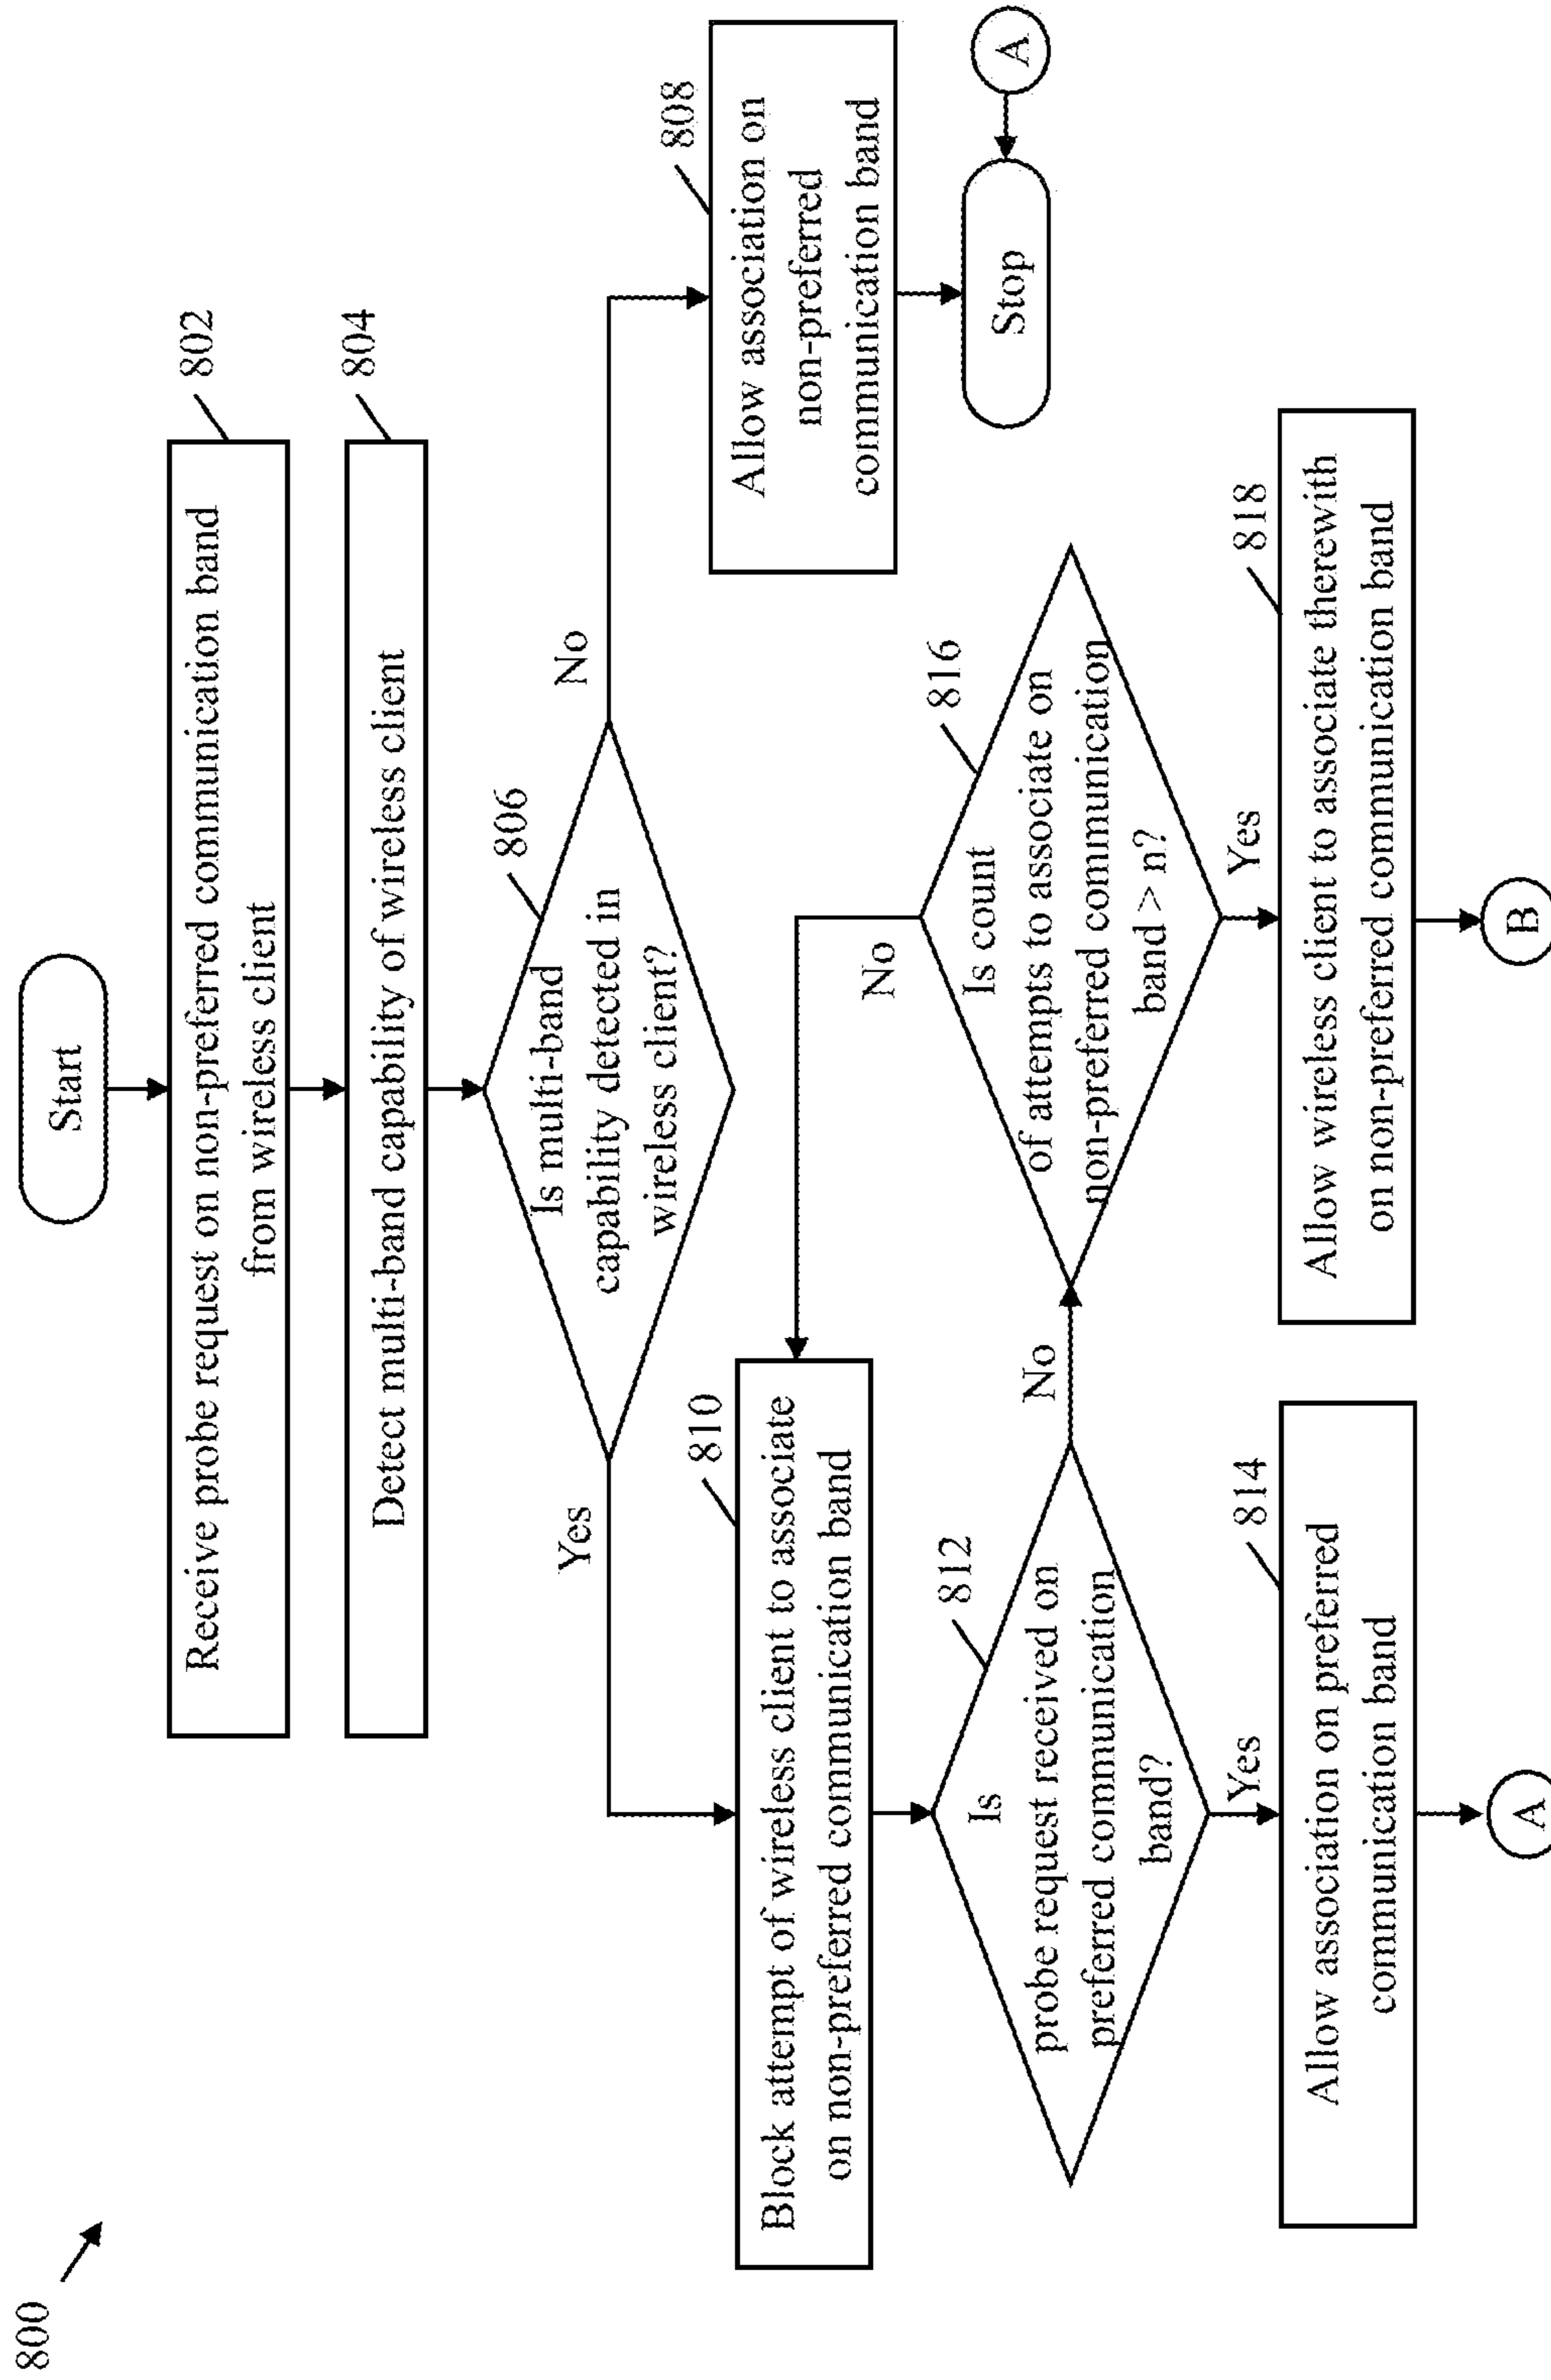 800
Start
802
Receive probe request on non-preferred communication band
from wireless client
804
Detect multi-band capability of wireless client
806
Is multi-band
capability detected in
wireless client?
Yes
No
808
Allow association on
non-preferred
communication band
Stop
A
810
Block attempt of wireless client to associate
on non-preferred communication band
812
Is
probe request received on
preferred communication
band?
No
Yes
814
Allow association on preferred
communication band
A
816
Is count
of attempts to associate on
non-preferred communication
band > n?
No
Yes
818
Allow wireless client to associate therewith
on non-preferred communication band
B